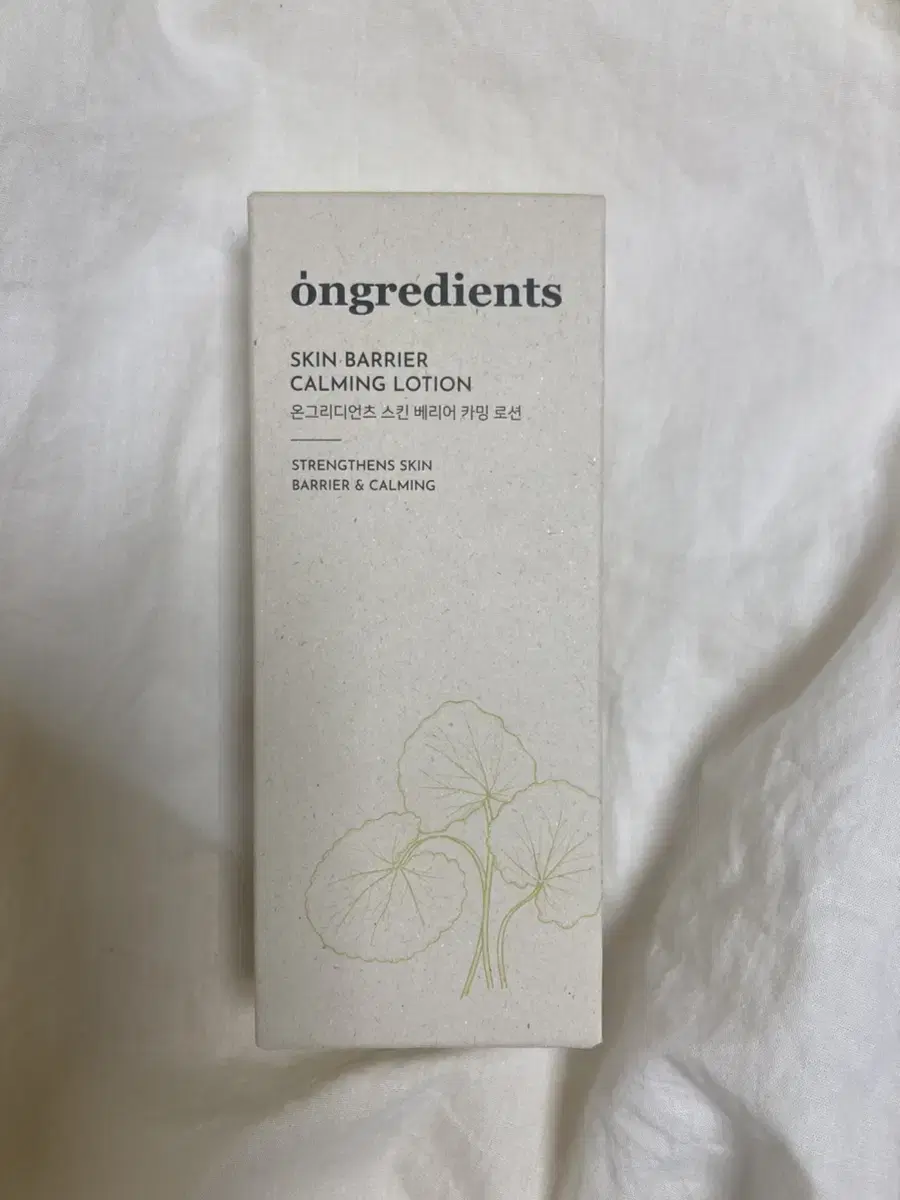 ȯngredients
SKIN BARRIER
CALMING LOTION
온그리디언츠 스킨 베리어 카밍 로션
STRENGTHENS SKIN
BARRIER & CALMING